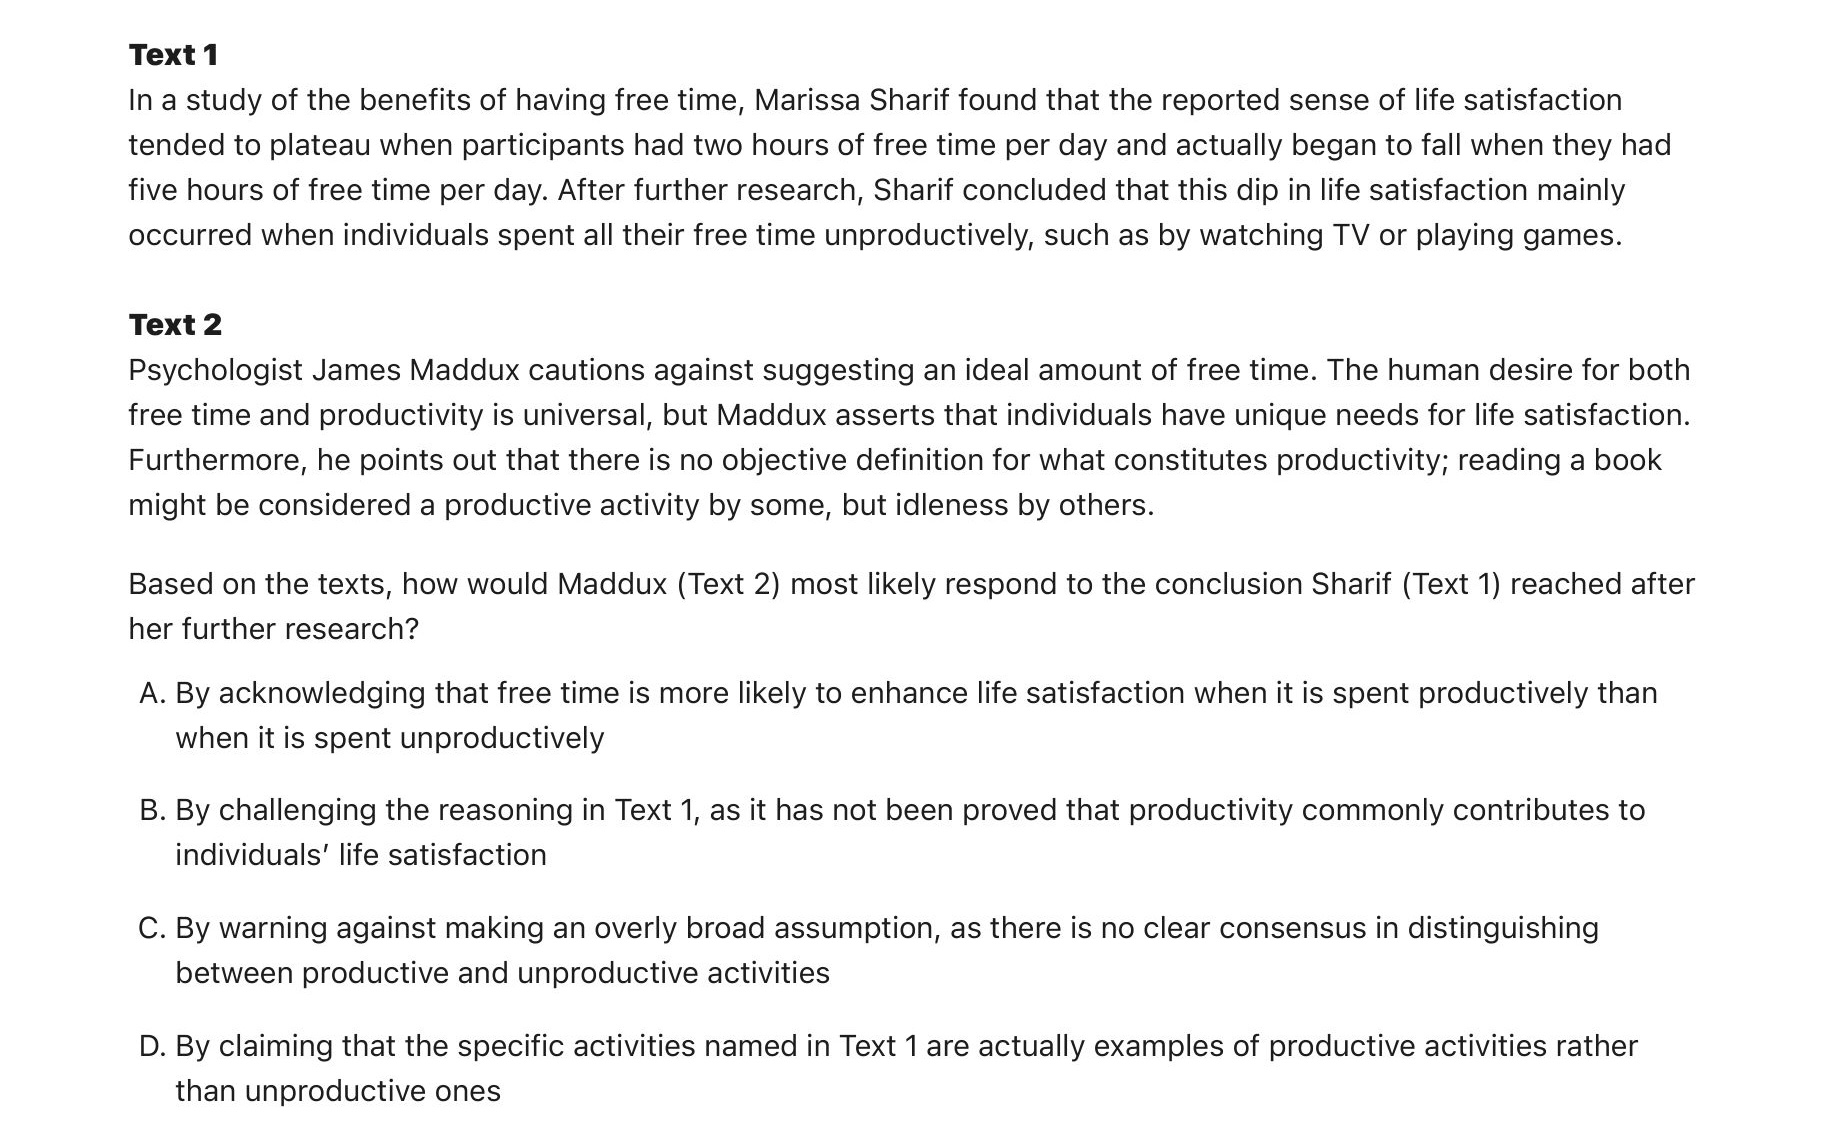 Text 1
In a study of the benefits of having free time, Marissa Sharif found that the reported sense of life satisfaction
tended to plateau when participants had two hours of free time per day and actually began to fall when they had
five hours of free time per day. After further research, Sharif concluded that this dip in life satisfaction mainly
occurred when individuals spent all their free time unproductively, such as by watching TV or playing games.
Text 2
Psychologist James Maddux cautions against suggesting an ideal amount of free time. The human desire for both
free time and productivity is universal, but Maddux asserts that individuals have unique needs for life satisfaction.
Furthermore, he points out that there is no objective definition for what constitutes productivity; reading a book
might be considered a productive activity by some, but idleness by others.
Based on the texts, how would Maddux (Text 2) most likely respond to the conclusion Sharif (Text 1) reached after
her further research?
A. By acknowledging that free time is more likely to enhance life satisfaction when it is spent productively than
when it is spent unproductively
B. By challenging the reasoning in Text 1, as it has not been proved that productivity commonly contributes to
individuals’ life satisfaction
C. By warning against making an overly broad assumption, as there is no clear consensus in distinguishing
between productive and unproductive activities
D. By claiming that the specific activities named in Text 1 are actually examples of productive activities rather
than unproductive ones